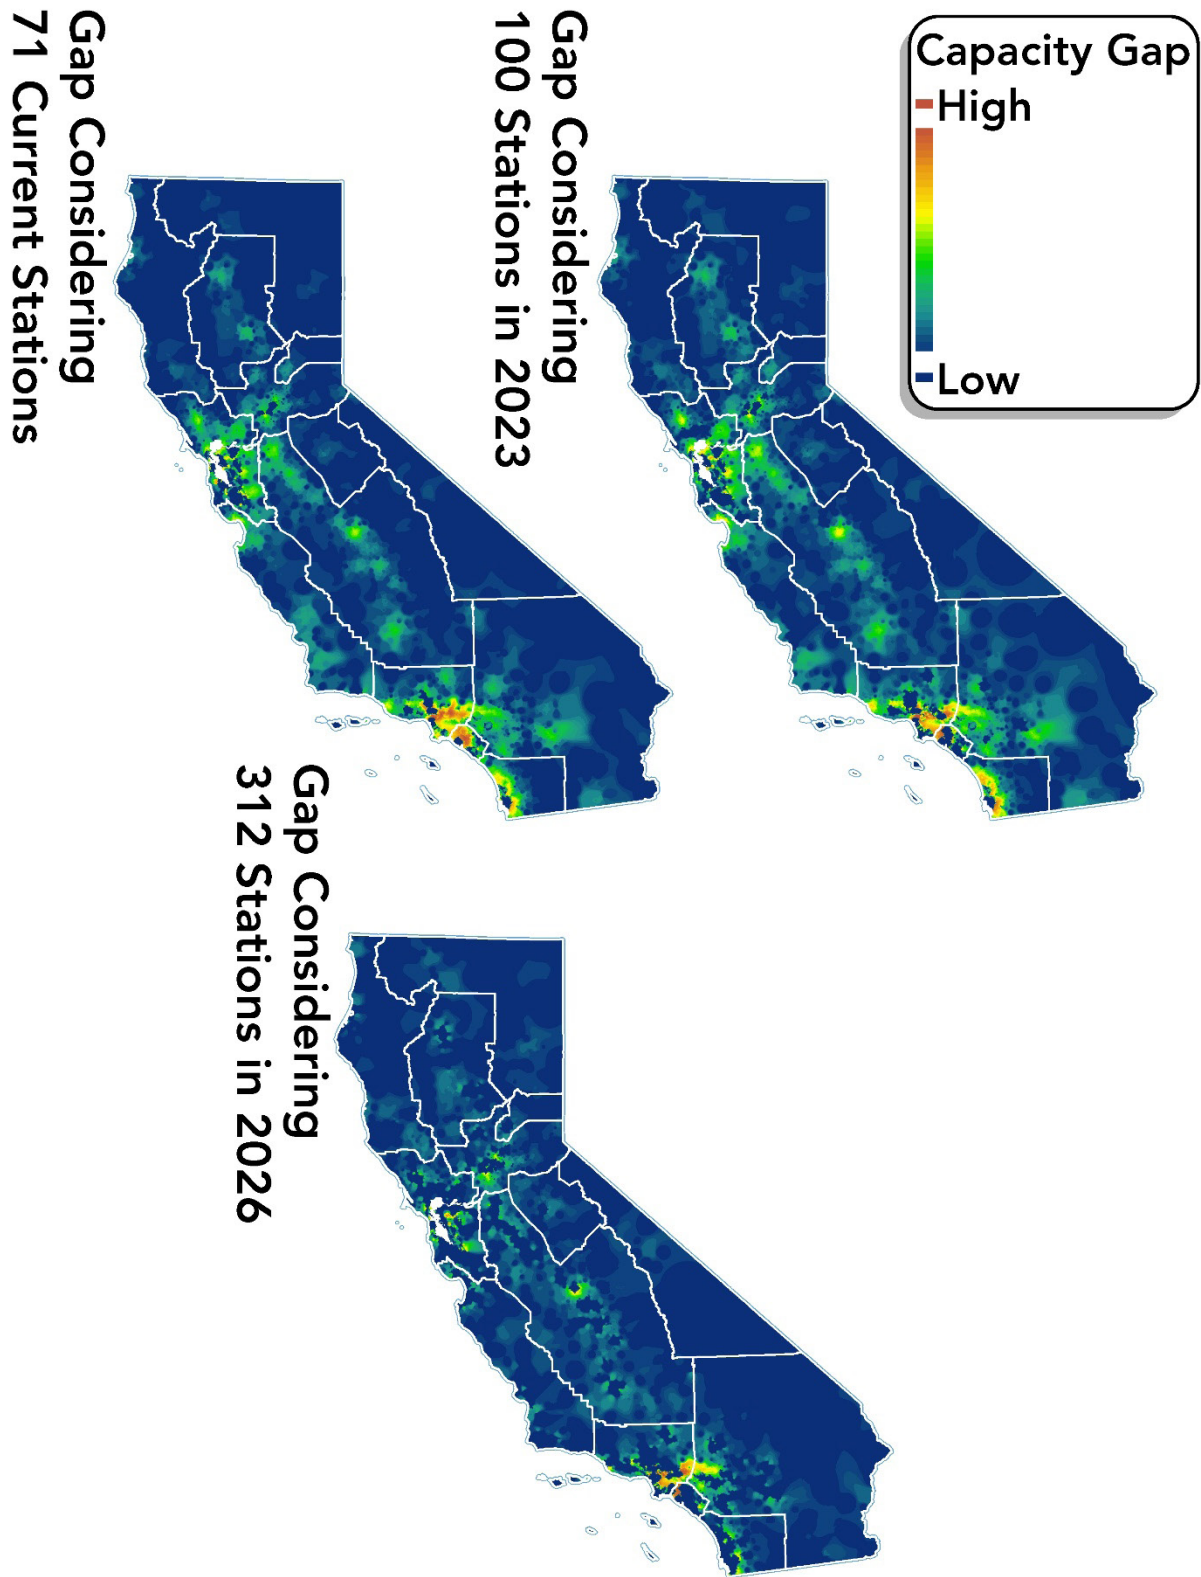 Capacity Gap
High
Low
Gap Considering
71 Current Stations
Gap Considering
100 Stations in 2023
Gap Considering
312 Stations in 2026